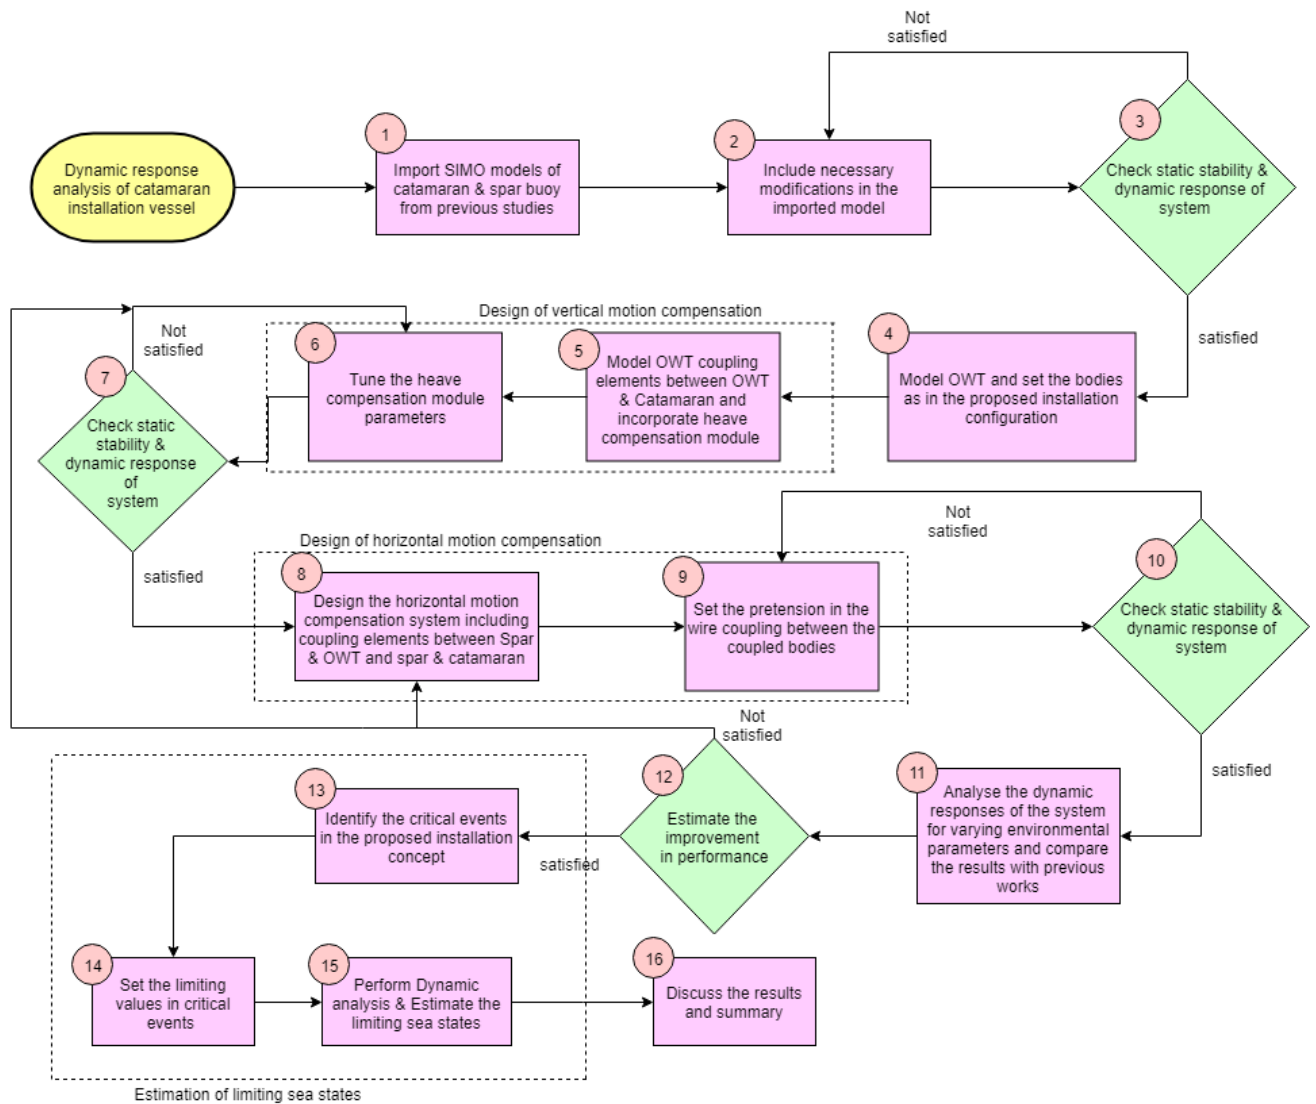 Not
satisfied
Dynamic response
analysis of catamaran
installation vessel
1
Import SIMO models of
catamaran & spar buoy
from previous studies
2
Include necessary
modifications in the
imported model
3
Check static stability &
dynamic response of
system
satisfied
4
Model OWT and set the bodies
as in the proposed installation
configuration
Design of vertical motion compensation
5
Model OWT coupling
elements between OWT
& Catamaran and
incorporate heave
compensation module
6
Tune the heave
compensation module
parameters
Not
satisfied
7
Check static
stability &
dynamic response
of
system
satisfied
Design of horizontal motion compensation
8
Design the horizontal motion
compensation system including
coupling elements between Spar
& OWT and spar & catamaran
9
Set the pretension in the
wire coupling between the
coupled bodies
Not
satisfied
10
Check static stability &
dynamic response of
system
satisfied
11
Analyse the dynamic
responses of the system
for varying environmental
parameters and compare
the results with previous
works
Not
satisfied
12
Estimate the
improvement
in performance
satisfied
13
Identify the critical events
in the proposed installation
concept
14
Set the limiting
values in critical
events
15
Perform Dynamic
analysis & Estimate the
limiting sea states
16
Discuss the results
and summary
Estimation of limiting sea states